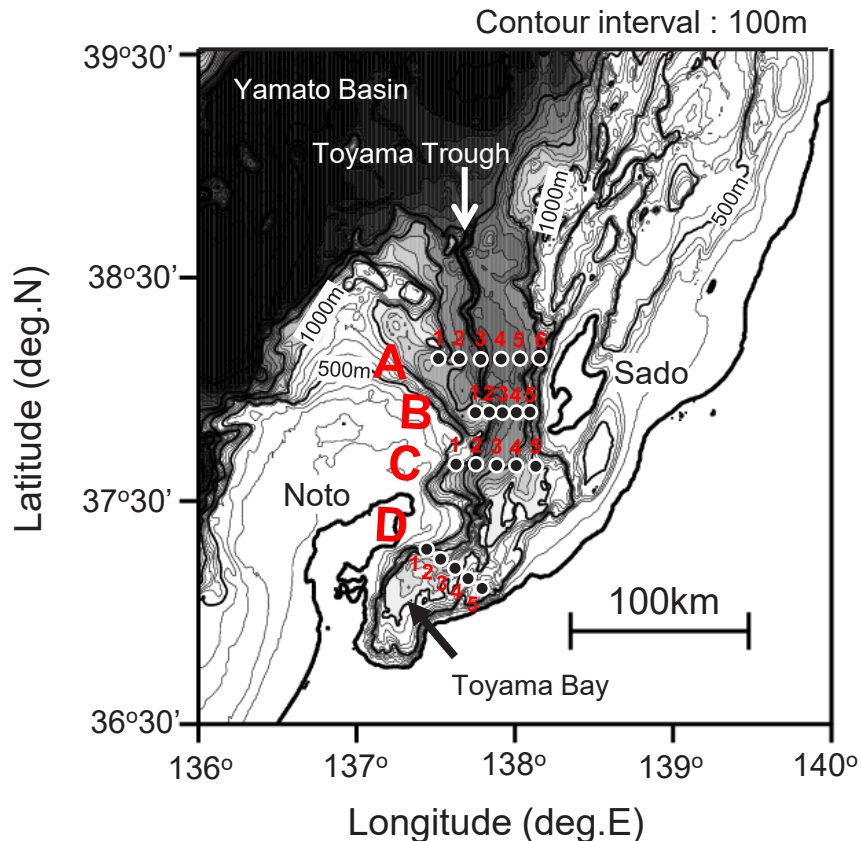 Contour interval : 100m
39°30'
Yamato Basin
Toyama Trough
1000m
500m
38°30'
1000m
500m
1 2 3 4 5 6
A
Sado
1 2 3 4 5
B
1 2 3 4 5
C
37°30'
Noto
D
1 2 3 4 5
100km
Toyama Bay
36°30'
136° 137° 138° 139° 140°
Latitude (deg.N)
Longitude (deg.E)